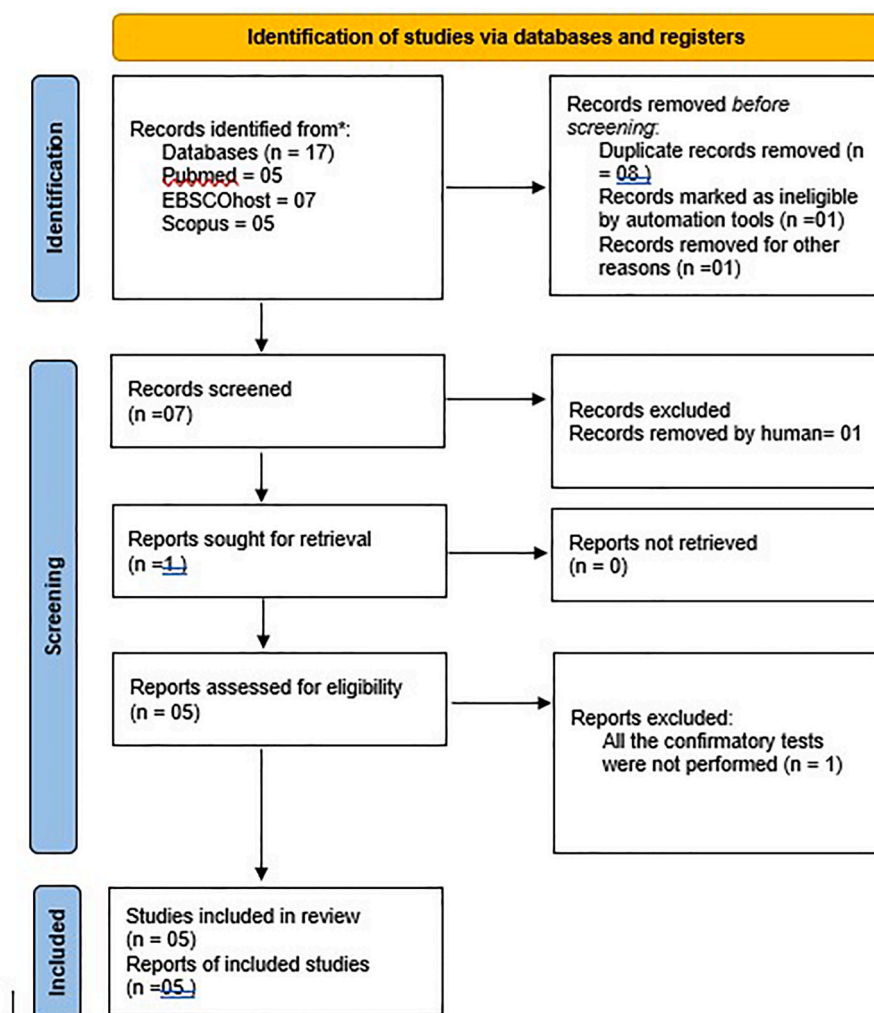 Identification of studies via databases and registers
Identification
Records identified from*:
Databases (n = 17)
Pubmed = 05
EBSCOhost = 07
Scopus = 05
Records removed before
screening:
Duplicate records removed (n
= 08 )
Records marked as ineligible
by automation tools (n =01)
Records removed for other
reasons (n =01)
Screening
Records screened
(n =07)
Records excluded
Records removed by human= 01
Reports sought for retrieval
(n =1 )
Reports not retrieved
(n = 0)
Reports assessed for eligibility
(n = 05)
Reports excluded:
All the confirmatory tests
were not performed (n = 1)
Included
Studies included in review
(n = 05)
Reports of included studies
(n =05 )